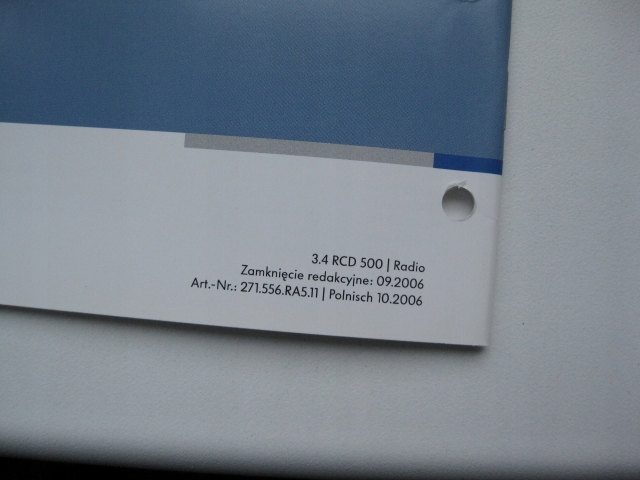 3.4 RCD 500 | Radio
Zamknięcie redakcyjne: 09.2006
Art.-Nr.: 271.556.RA5.11 | Polnisch 10.2006